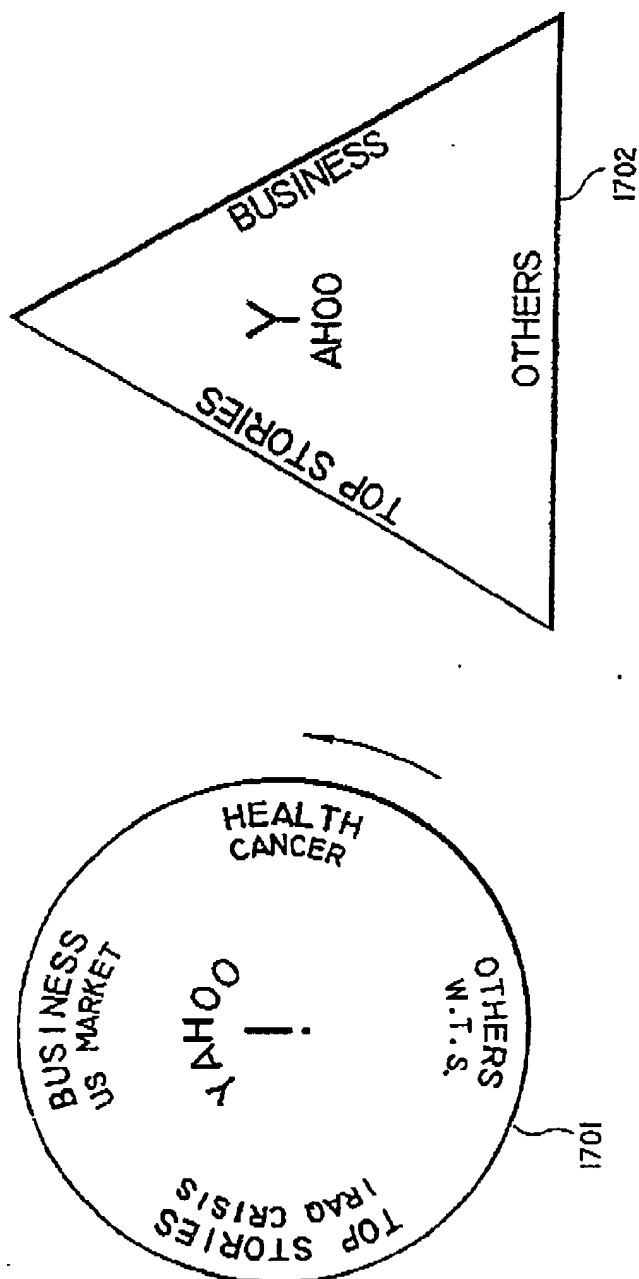 BUSINESS
Y
AHOO
TOP STORIES
OTHERS
1702
HEALTH
CANCER
BUSINESS
US MARKET
YAHOO
!
OTHERS
W.T.S.
TOP STORIES
IRAQ CRISIS
1701